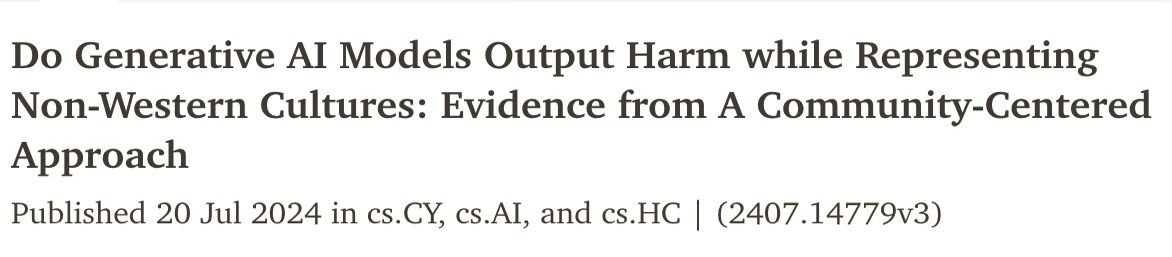 Do Generative AI Models Output Harm while Representing
Non-Western Cultures: Evidence from A Community-Centered
Approach
Published 20 Jul 2024 in cs.CY, cs.AI, and cs.HC | (2407.14779v3)